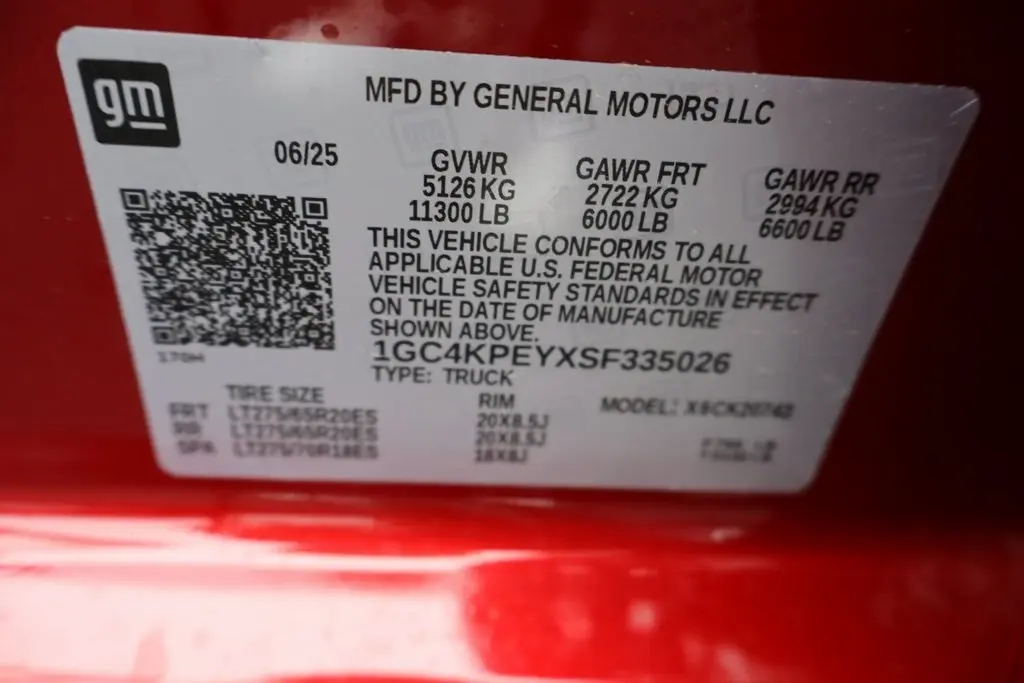 gm
MFD BY GENERAL MOTORS LLC
06/25
GVWR GAWR FRT GAWR RR
5126 KG 2722 KG 2994 KG
11300 LB 6000 LB 6600 LB
THIS VEHICLE CONFORMS TO ALL
APPLICABLE U.S. FEDERAL MOTOR
VEHICLE SAFETY STANDARDS IN EFFECT
ON THE DATE OF MANUFACTURE
SHOWN ABOVE.
1GC4KPEYXSF335026
TYPE: TRUCK
TIRE SIZE RIM MODEL:
FRT LT275/65R20ES 20X8.5J
RR LT275/65R20ES 20X8.5J
SPA LT275/70R18ES 18X8J